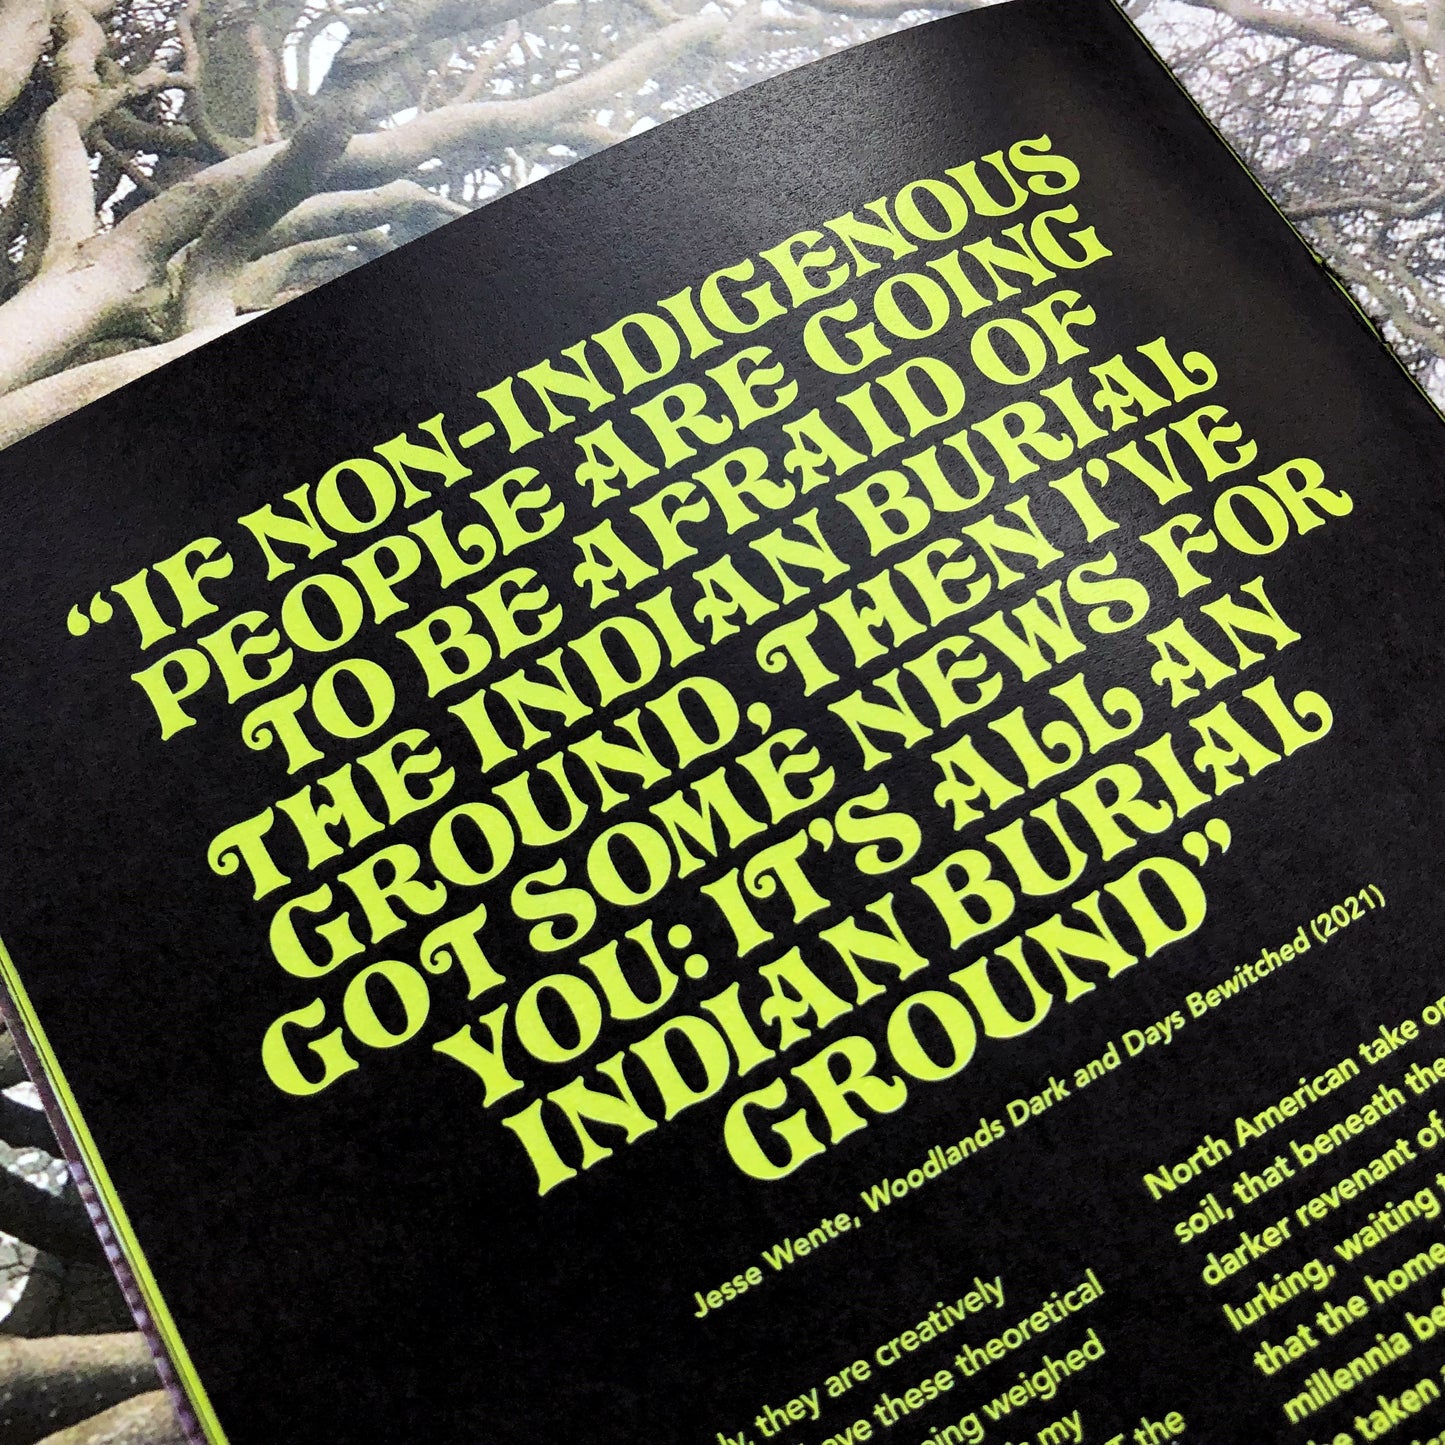 “IF NON-INDIGENOUS
PEOPLE ARE GOING
TO BE AFRAID OF
THE INDIAN BURIAL
GROUND, THEN I’VE
GOT SOME NEWS FOR
YOU: IT’S ALL AN
INDIAN BURIAL
GROUND”
Jesse Wente, Woodlands Dark and Days Bewitched (2021)
they are creatively
these theoretical
weighed
my
the
North American take
soil, that beneath the
darker revenant of
lurking, waiting
that the home
millennia
taken